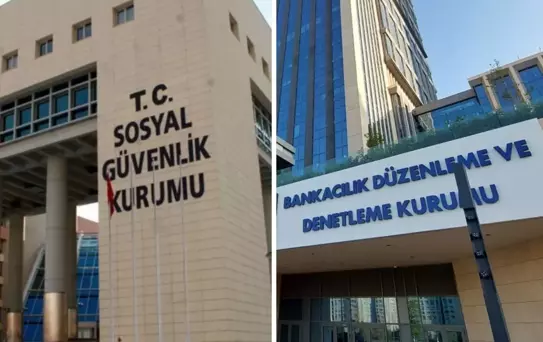 T.C.
SOSYAL
GÜVENLİK
KURUMU
BANKACILIK DÜZENLEME VE
DENETLEME KURUMU